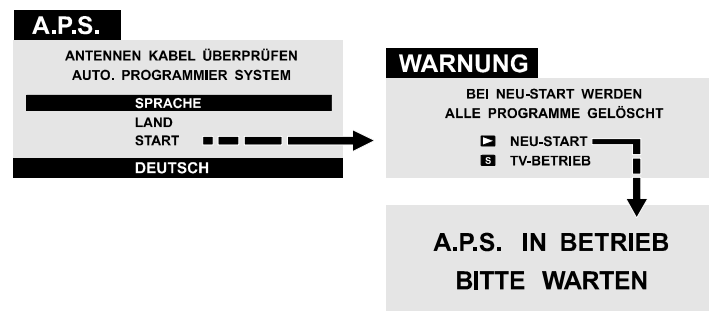 A.P.S.
ANTENNEN KABEL ÜBERPRÜFEN
AUTO. PROGRAMMIER SYSTEM
SPRACHE
LAND
START
DEUTSCH
WARNUNG
BEI NEU-START WERDEN
ALLE PROGRAMME GELÖSCHT
NEU-START
S TV-BETRIEB
A.P.S. IN BETRIEB
BITTE WARTEN